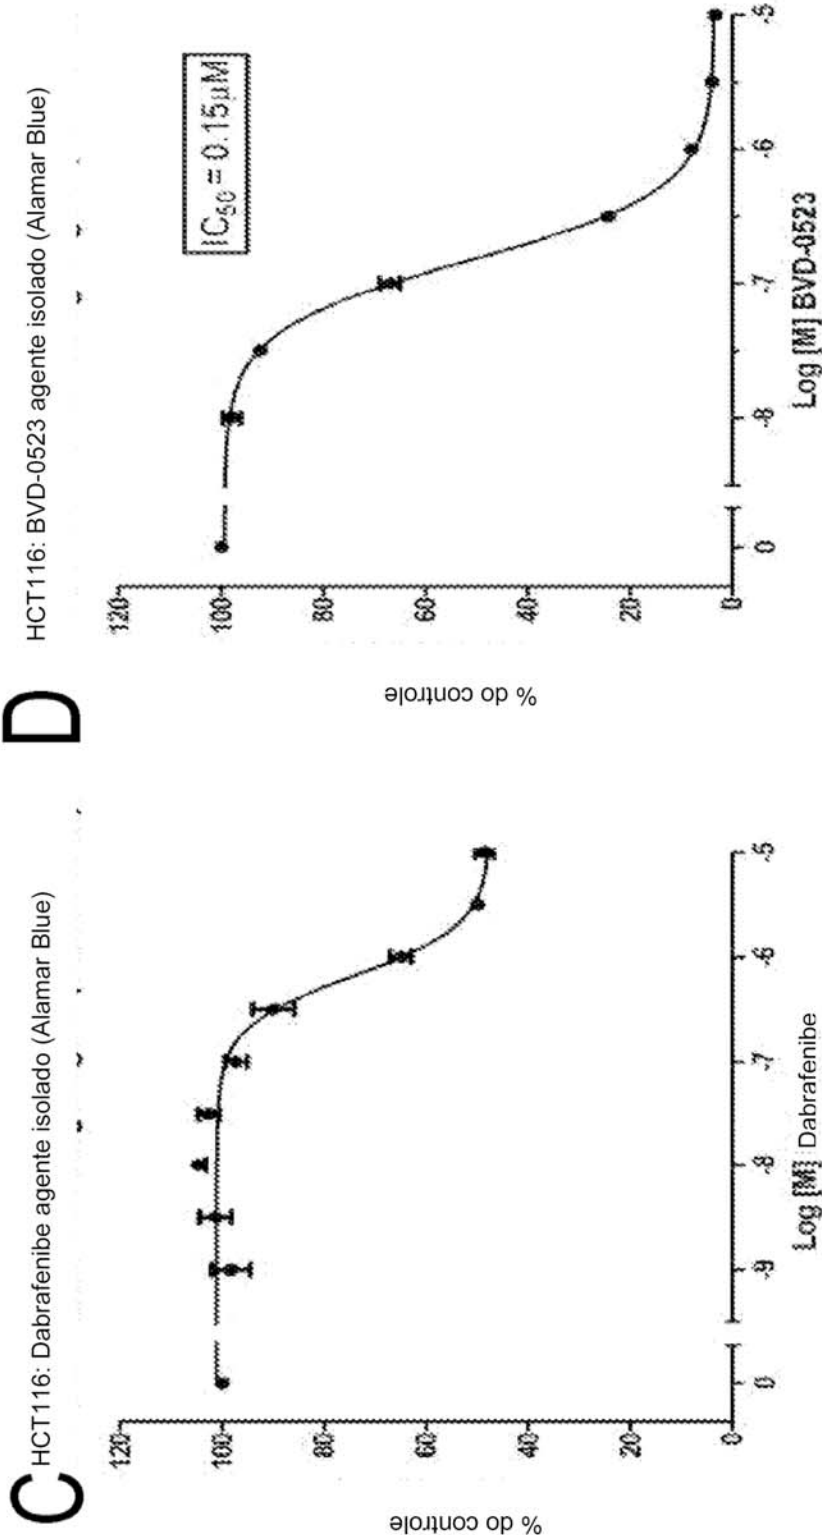 C
HCT116: Dabrafenibe agente isolado (Alamar Blue)
% do controle
120
100
80
60
40
20
0
0
-9
-8
-7
-6
-5
Log [M] Dabrafenibe
D
HCT116: BVD-0523 agente isolado (Alamar Blue)
IC50 = 0.15µM
% do controle
120
100
80
60
40
20
0
0
-8
-7
-6
-5
Log [M] BVD-0523